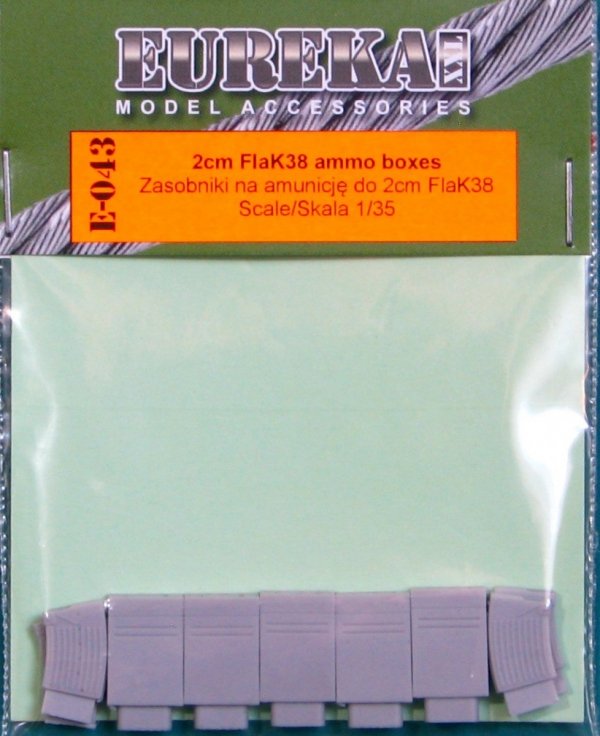 EUREKA XXL
MODEL ACCESSORIES
E-043
2cm FlaK38 ammo boxes
Zasobniki na amunicję do 2cm FlaK38
Scale/Skala 1/35